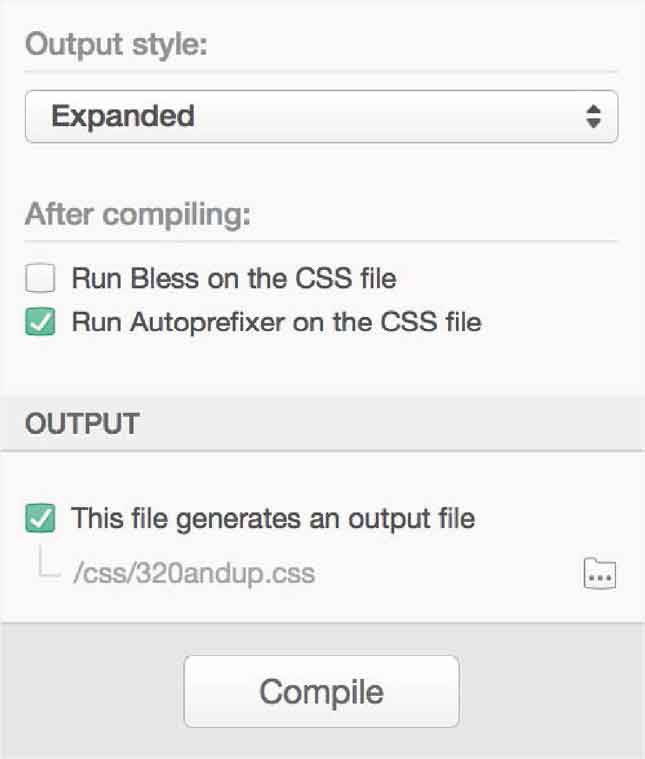 Output style:
Expanded
After compiling:
Run Bless on the CSS file
Run Autoprefixer on the CSS file
OUTPUT
This file generates an output file
/css/320andup.css
Compile